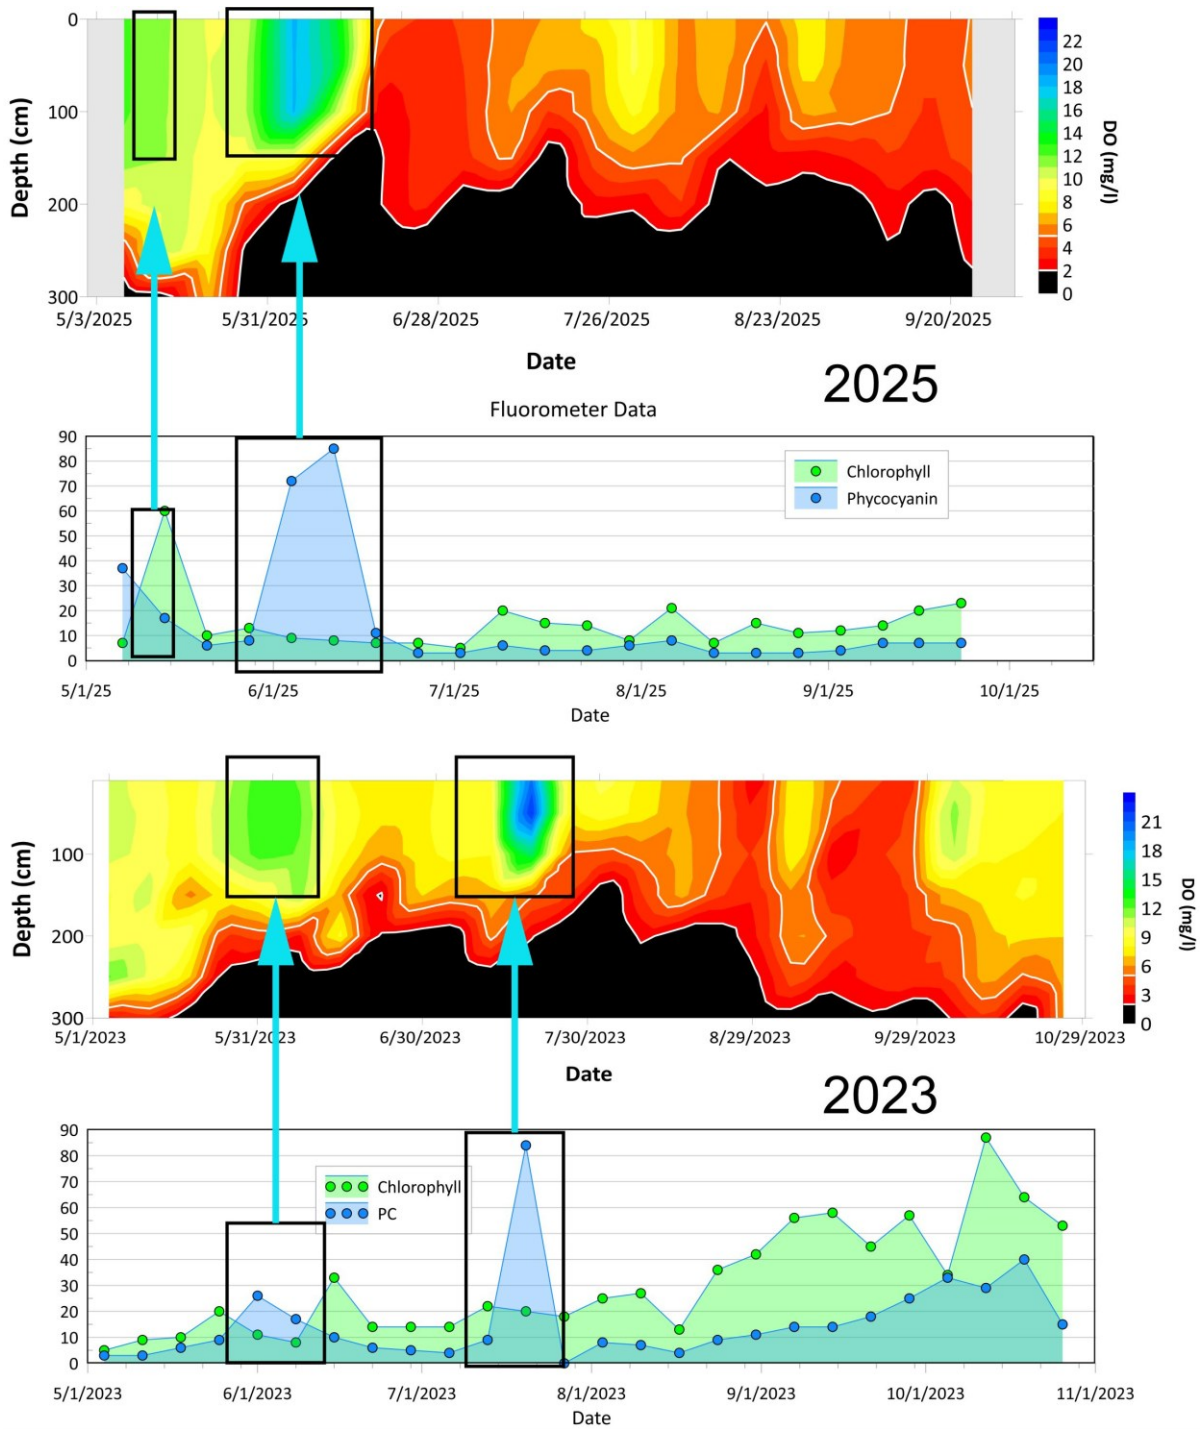 0
100
200
300
Depth (cm)
5/3/2025 5/31/2025 6/28/2025 7/26/2025 8/23/2025 9/20/2025
Date
22
20
18
16
14
12
10
8
6
4
2
0
DO (mg/l)
2025
Fluorometer Data
90
80
70
60
50
40
30
20
10
0
Chlorophyll
Phycocyanin
5/1/25 6/1/25 7/1/25 8/1/25 9/1/25 10/1/25
Date
100
200
300
Depth (cm)
5/1/2023 5/31/2023 6/30/2023 7/30/2023 8/29/2023 9/29/2023 10/29/2023
Date
21
18
15
12
9
6
3
0
DO (mg/l)
2023
90
80
70
60
50
40
30
20
10
0
Chlorophyll
PC
5/1/2023 6/1/2023 7/1/2023 8/1/2023 9/1/2023 10/1/2023 11/1/2023
Date